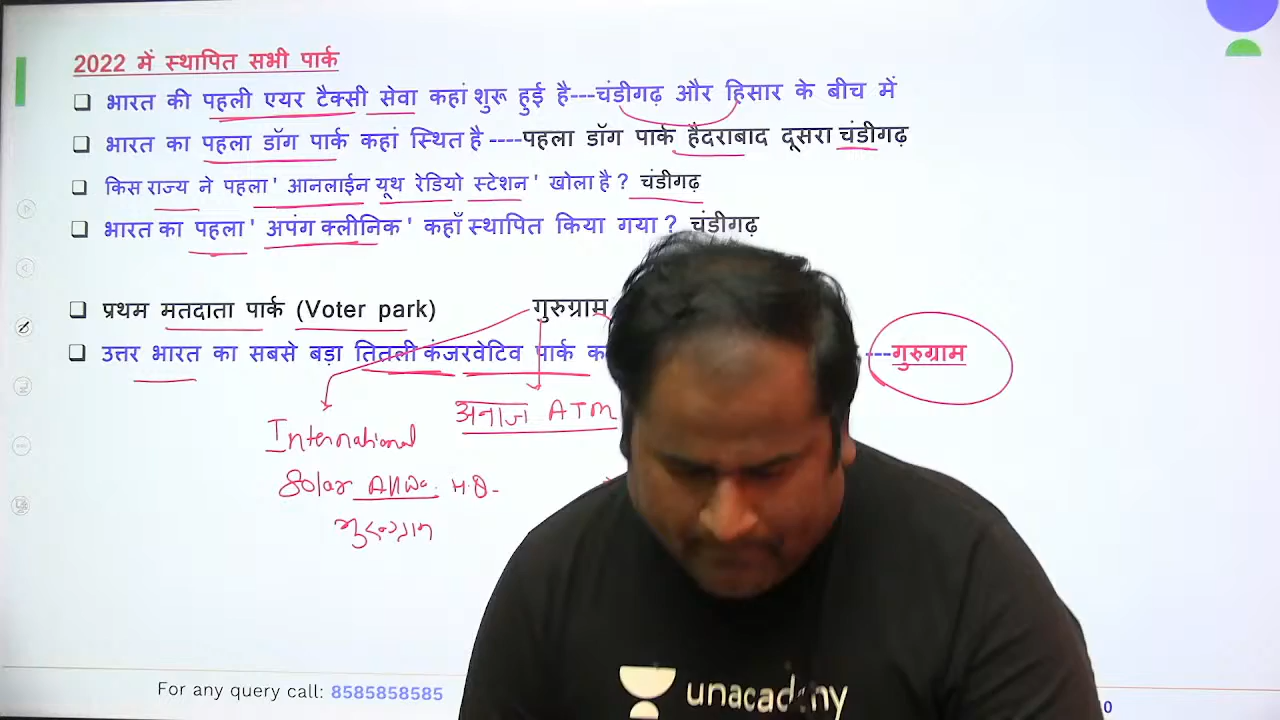 2022 में स्थापित सभी पार्क
भारत की पहली एयर टैक्सी सेवा कहां शुरू हुई है---चंडीगढ़ और हिसार के बीच में
भारत का पहला डॉग पार्क कहां स्थित है ----पहला डॉग पार्क हैदराबाद दूसरा चंडीगढ़
किस राज्य ने पहला ' आनलाईन यूथ रेडियो स्टेशन ' खोला है ? चंडीगढ़
भारत का पहला ' अपंग क्लीनिक ' कहाँ स्थापित किया गया ? चंडीगढ़
प्रथम मतदाता पार्क (Voter park) गुरुग्राम
उत्तर भारत का सबसे बड़ा तितली कंजरवेटिव पार्क ---गुरुग्राम
अनाज ATM
International
Solar H.Q-
For any query call: 8585858585
unacademy